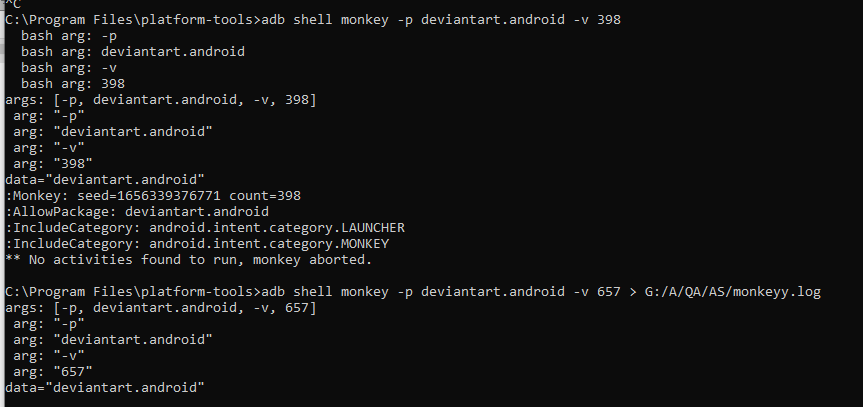 ^C
C:\Program Files\platform-tools>adb shell monkey -p deviantart.android -v 398
  bash arg: -p
  bash arg: deviantart.android
  bash arg: -v
  bash arg: 398
args: [-p, deviantart.android, -v, 398]
 arg: "-p"
 arg: "deviantart.android"
 arg: "-v"
 arg: "398"
data="deviantart.android"
:Monkey: seed=1656339376771 count=398
:AllowPackage: deviantart.android
:IncludeCategory: android.intent.category.LAUNCHER
:IncludeCategory: android.intent.category.MONKEY
** No activities found to run, monkey aborted.
C:\Program Files\platform-tools>adb shell monkey -p deviantart.android -v 657 > G:/A/QA/AS/monkeyy.log
args: [-p, deviantart.android, -v, 657]
 arg: "-p"
 arg: "deviantart.android"
 arg: "-v"
 arg: "657"
data="deviantart.android"